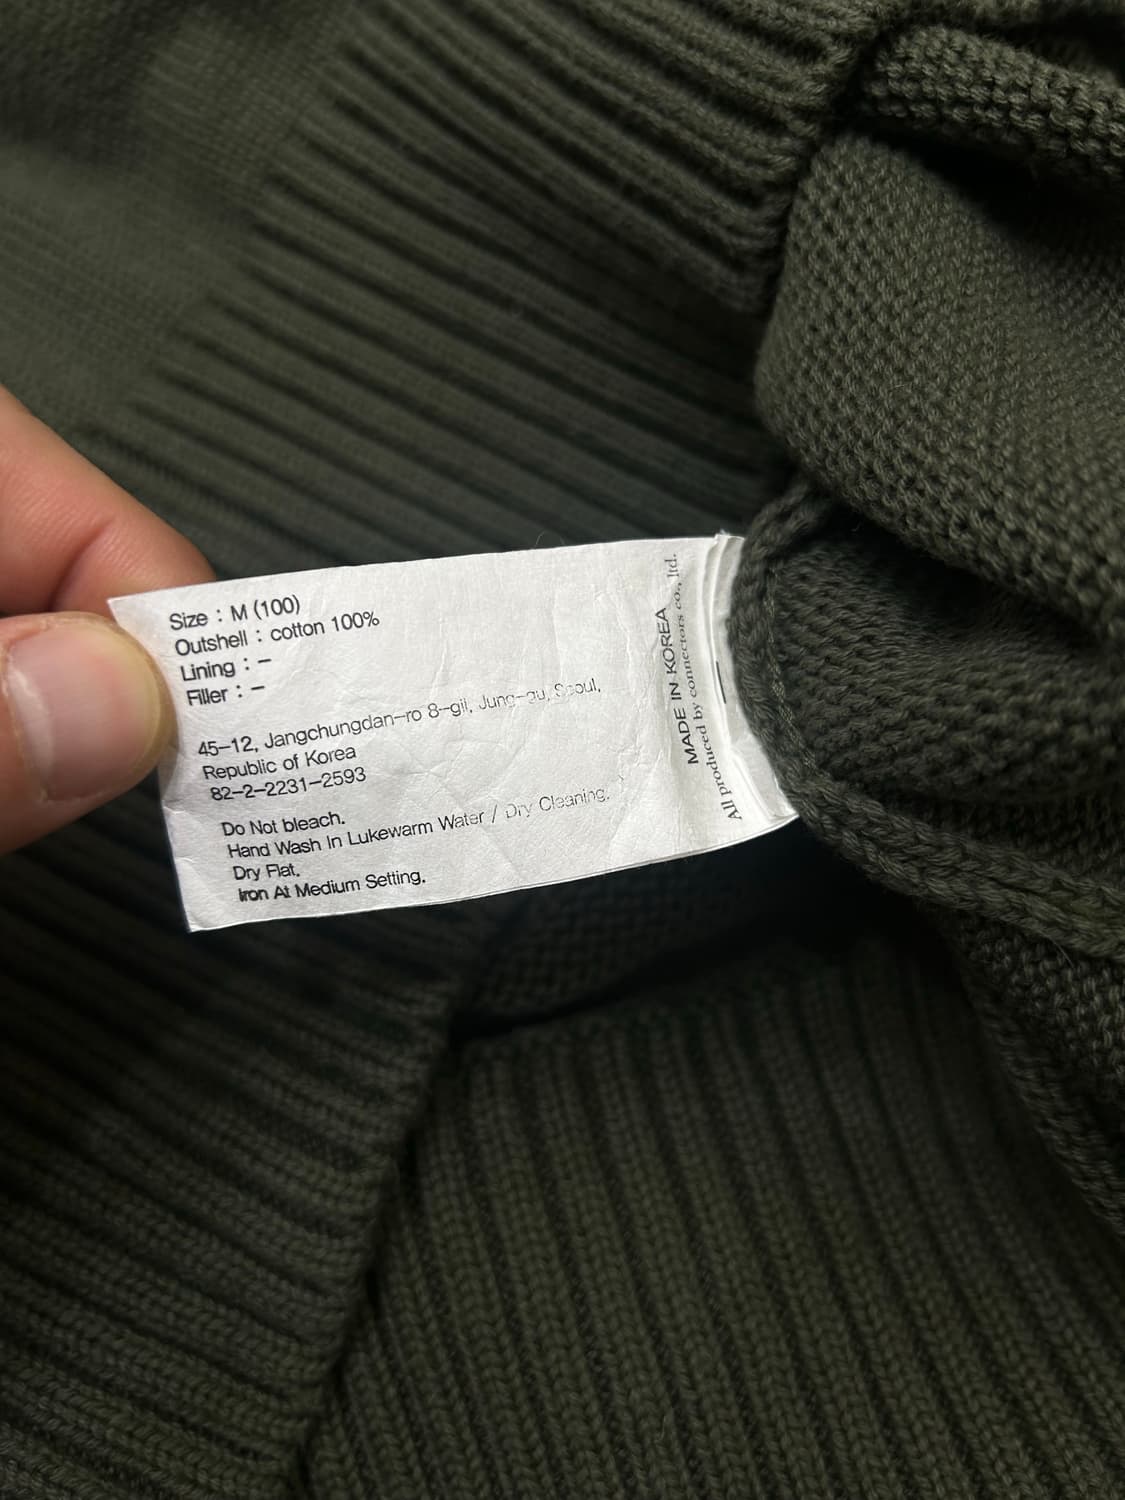 Size : M (100)
Outshell : cotton 100%
Lining : –
Filler : –
45–12, Jangchungdan–ro 8–gil, Jung–gu, Seoul,
Republic of Korea
82–2–2231–2593
Do Not bleach.
Hand Wash In Lukewarm Water / Dry Cleaning.
Dry Flat.
Iron At Medium Setting.
MADE IN KOREA
All produced by connectors co., ltd.